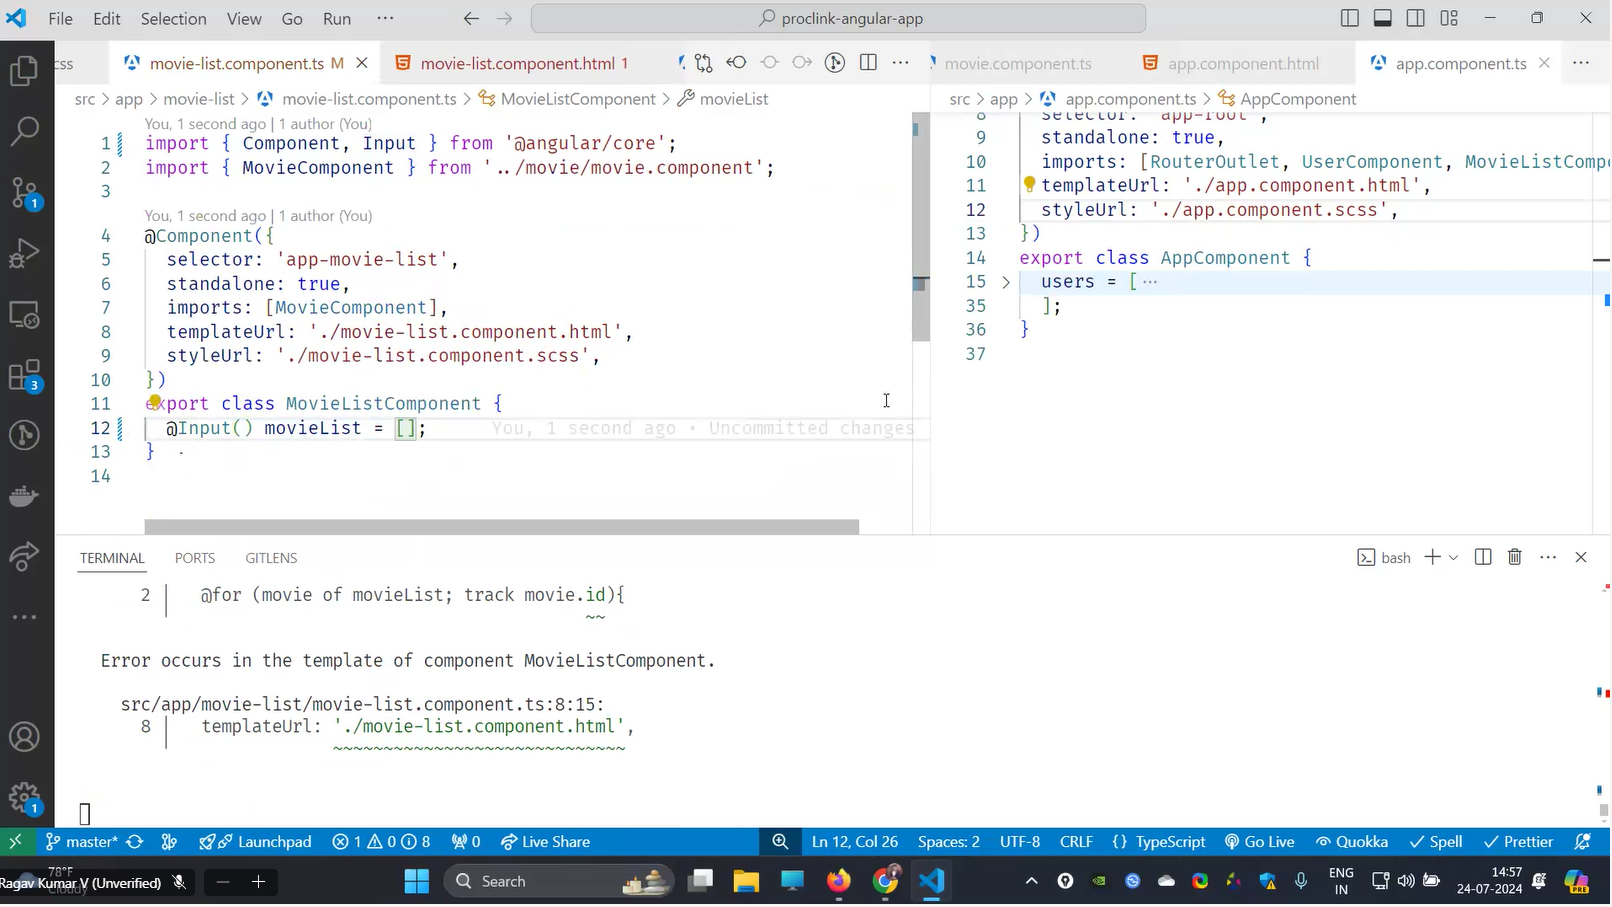 File Edit Selection View Go Run ··· proclink-angular-app
css movie-list.component.ts M movie-list.component.html 1
movie.component.ts app.component.html app.component.ts
src > app > movie-list > movie-list.component.ts > MovieListComponent > movieList
You, 1 second ago | 1 author (You)
1 import { Component, Input } from '@angular/core';
2 import { MovieComponent } from '../movie/movie.component';
3
You, 1 second ago | 1 author (You)
4 @Component({
5 selector: 'app-movie-list',
6 standalone: true,
7 imports: [MovieComponent],
8 templateUrl: './movie-list.component.html',
9 styleUrl: './movie-list.component.scss',
10 })
11 export class MovieListComponent {
12 @Input() movieList = []; You, 1 second ago • Uncommitted changes
13 }
14
src > app > app.component.ts > AppComponent
8 selector: 'app-root',
9 standalone: true,
10 imports: [RouterOutlet, UserComponent, MovieListCompo
11 templateUrl: './app.component.html',
12 styleUrl: './app.component.scss',
13 })
14 export class AppComponent {
15 users = [ ···
35 ];
36 }
37
TERMINAL PORTS GITLENS
bash
2 | @for (movie of movieList; track movie.id){
~~
Error occurs in the template of component MovieListComponent.
src/app/movie-list/movie-list.component.ts:8:15:
8 | templateUrl: './movie-list.component.html',
~~~~~~~~~~~~~~~~~~~~~~~~~~~~~
1
3
1
master* Launchpad 1 0 8 0 Live Share Ln 12, Col 26 Spaces: 2 UTF-8 CRLF {} TypeScript Go Live Quokka Spell Prettier
78°F
Cloudy
Ragav Kumar V (Unverified)
Search
ENG
IN
14:57
24-07-2024
PRE